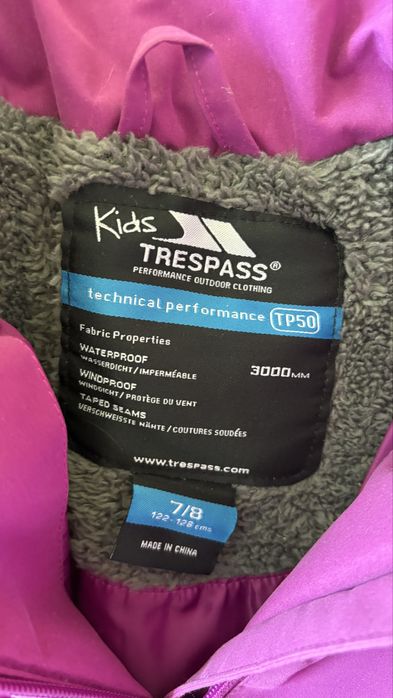 Kids
TRESPASS®
PERFORMANCE OUTDOOR CLOTHING
technical performance TP50
Fabric Properties
WATERPROOF 3000MM
WASSERDICHT/IMPERMÉABLE
WINDPROOF
WINDDICHT/PROTÈGE DU VENT
TAPED SEAMS
VERSCHWEISSTE NÄHTE/COUTURES SOUDÉES
www.trespass.com
7/8
122-128 cms
MADE IN CHINA